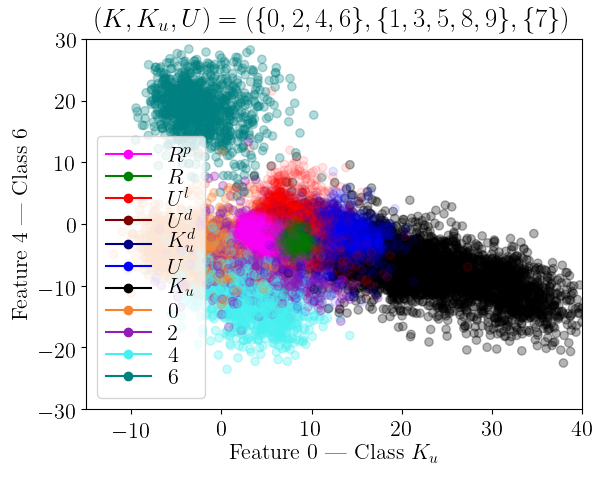 (K, K_u, U) = ({0, 2, 4, 6}, {1, 3, 5, 8, 9}, {7})
Feature 4 — Class 6
30
20
10
0
−10
−20
−30
R^p
R
U^l
U^d
K_u^d
U
K_u
0
2
4
6
−10
0
10
20
30
40
Feature 0 — Class K_u